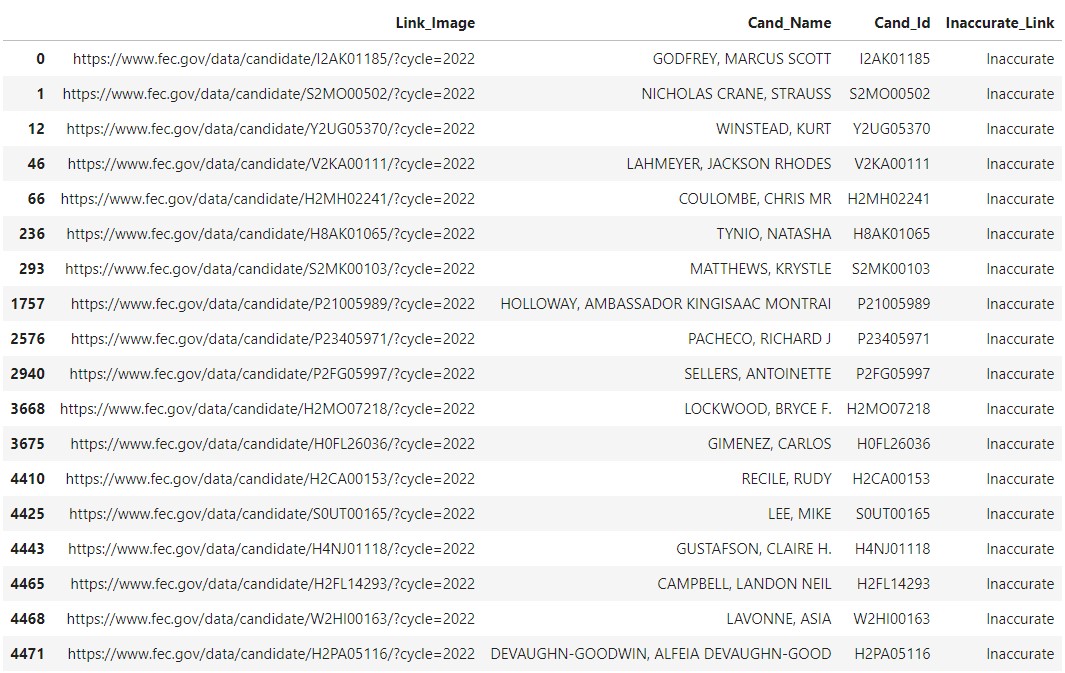 Link_Image Cand_Name Cand_Id Inaccurate_Link
0 https://www.fec.gov/data/candidate/I2AK01185/?cycle=2022 GODFREY, MARCUS SCOTT I2AK01185 Inaccurate
1 https://www.fec.gov/data/candidate/S2MO00502/?cycle=2022 NICHOLAS CRANE, STRAUSS S2MO00502 Inaccurate
12 https://www.fec.gov/data/candidate/Y2UG05370/?cycle=2022 WINSTEAD, KURT Y2UG05370 Inaccurate
46 https://www.fec.gov/data/candidate/V2KA00111/?cycle=2022 LAHMEYER, JACKSON RHODES V2KA00111 Inaccurate
66 https://www.fec.gov/data/candidate/H2MH02241/?cycle=2022 COULOMBE, CHRIS MR H2MH02241 Inaccurate
236 https://www.fec.gov/data/candidate/H8AK01065/?cycle=2022 TYNIO, NATASHA H8AK01065 Inaccurate
293 https://www.fec.gov/data/candidate/S2MK00103/?cycle=2022 MATTHEWS, KRYSTLE S2MK00103 Inaccurate
1757 https://www.fec.gov/data/candidate/P21005989/?cycle=2022 HOLLOWAY, AMBASSADOR KINGISAAC MONTRAI P21005989 Inaccurate
2576 https://www.fec.gov/data/candidate/P23405971/?cycle=2022 PACHECO, RICHARD J P23405971 Inaccurate
2940 https://www.fec.gov/data/candidate/P2FG05997/?cycle=2022 SELLERS, ANTOINETTE P2FG05997 Inaccurate
3668 https://www.fec.gov/data/candidate/H2MO07218/?cycle=2022 LOCKWOOD, BRYCE F. H2MO07218 Inaccurate
3675 https://www.fec.gov/data/candidate/H0FL26036/?cycle=2022 GIMENEZ, CARLOS H0FL26036 Inaccurate
4410 https://www.fec.gov/data/candidate/H2CA00153/?cycle=2022 RECILE, RUDY H2CA00153 Inaccurate
4425 https://www.fec.gov/data/candidate/S0UT00165/?cycle=2022 LEE, MIKE S0UT00165 Inaccurate
4443 https://www.fec.gov/data/candidate/H4NJ01118/?cycle=2022 GUSTAFSON, CLAIRE H. H4NJ01118 Inaccurate
4465 https://www.fec.gov/data/candidate/H2FL14293/?cycle=2022 CAMPBELL, LANDON NEIL H2FL14293 Inaccurate
4468 https://www.fec.gov/data/candidate/W2HI00163/?cycle=2022 LAVONNE, ASIA W2HI00163 Inaccurate
4471 https://www.fec.gov/data/candidate/H2PA05116/?cycle=2022 DEVAUGHN-GOODWIN, ALFEIA DEVAUGHN-GOOD H2PA05116 Inaccurate